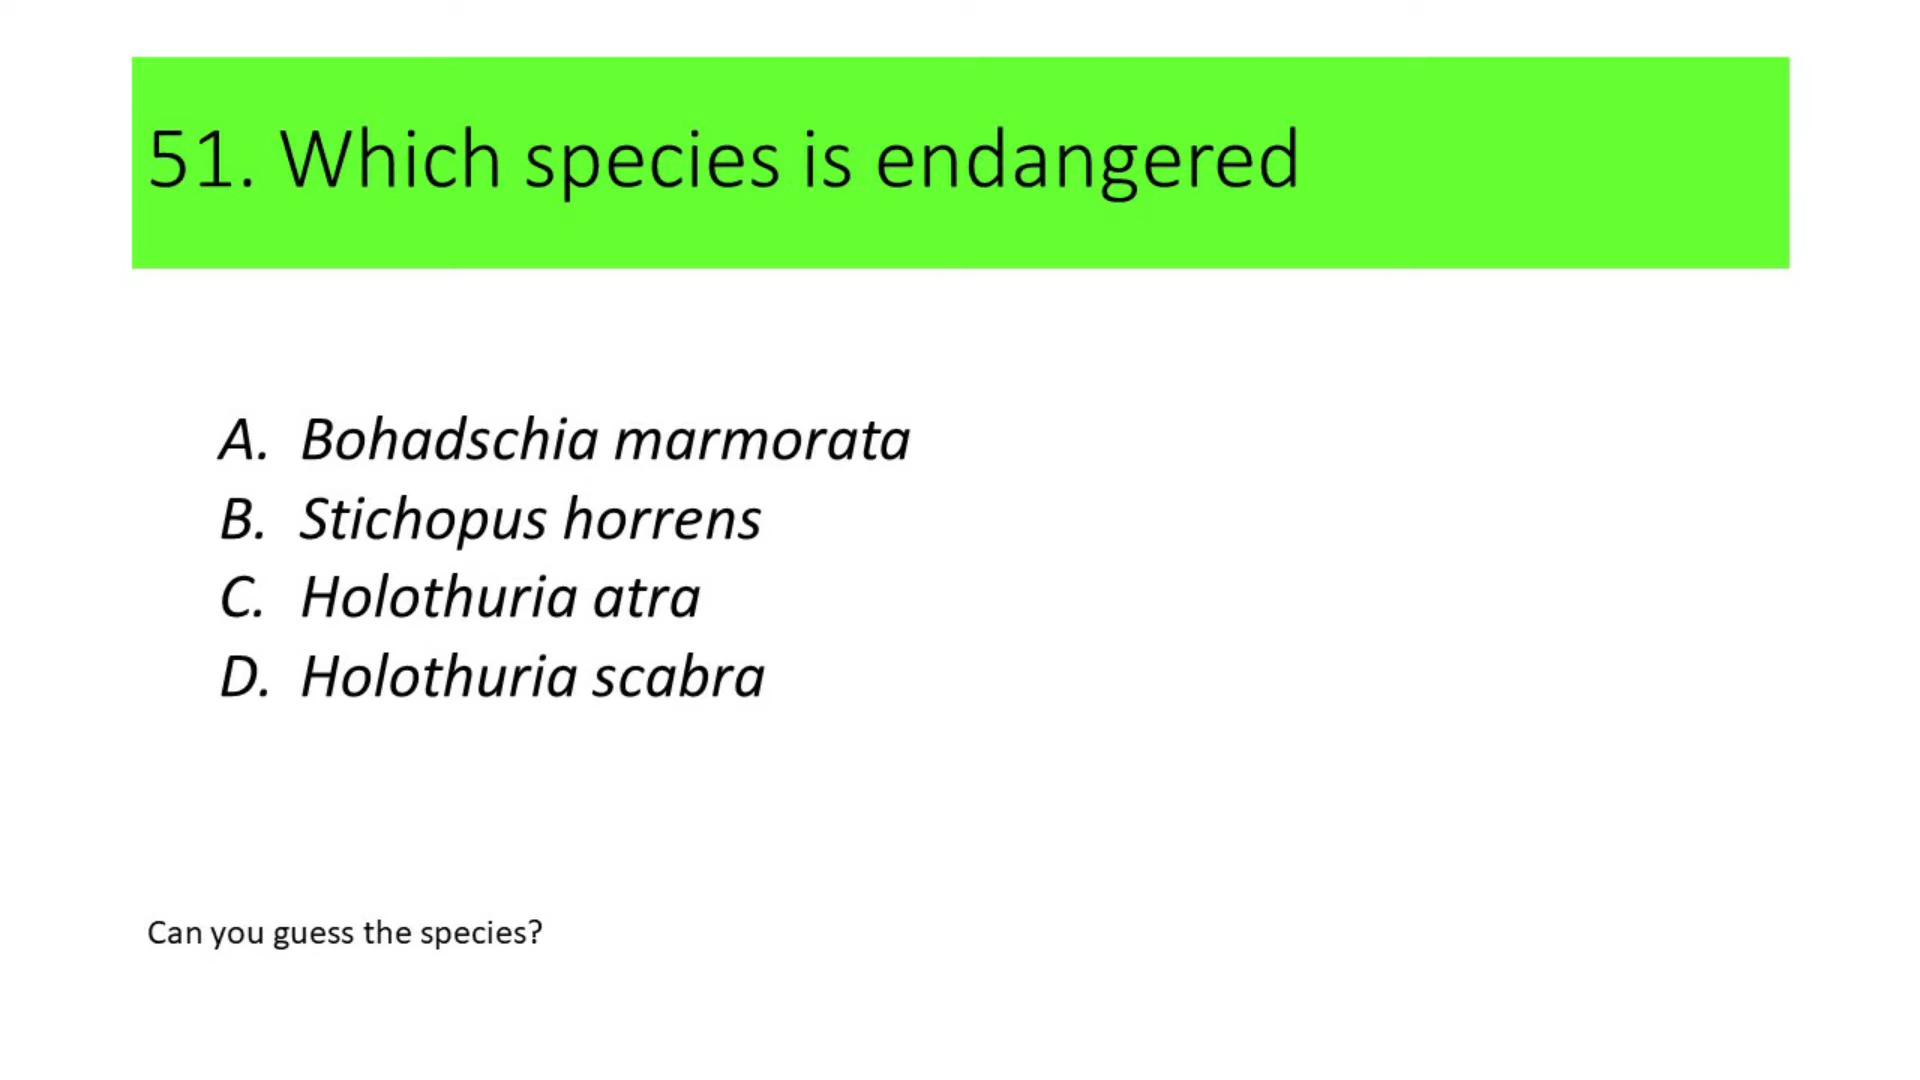 51. Which species is endangered
A. Bohadschia marmorata
B. Stichopus horrens
C. Holothuria atra
D. Holothuria scabra
Can you guess the species?